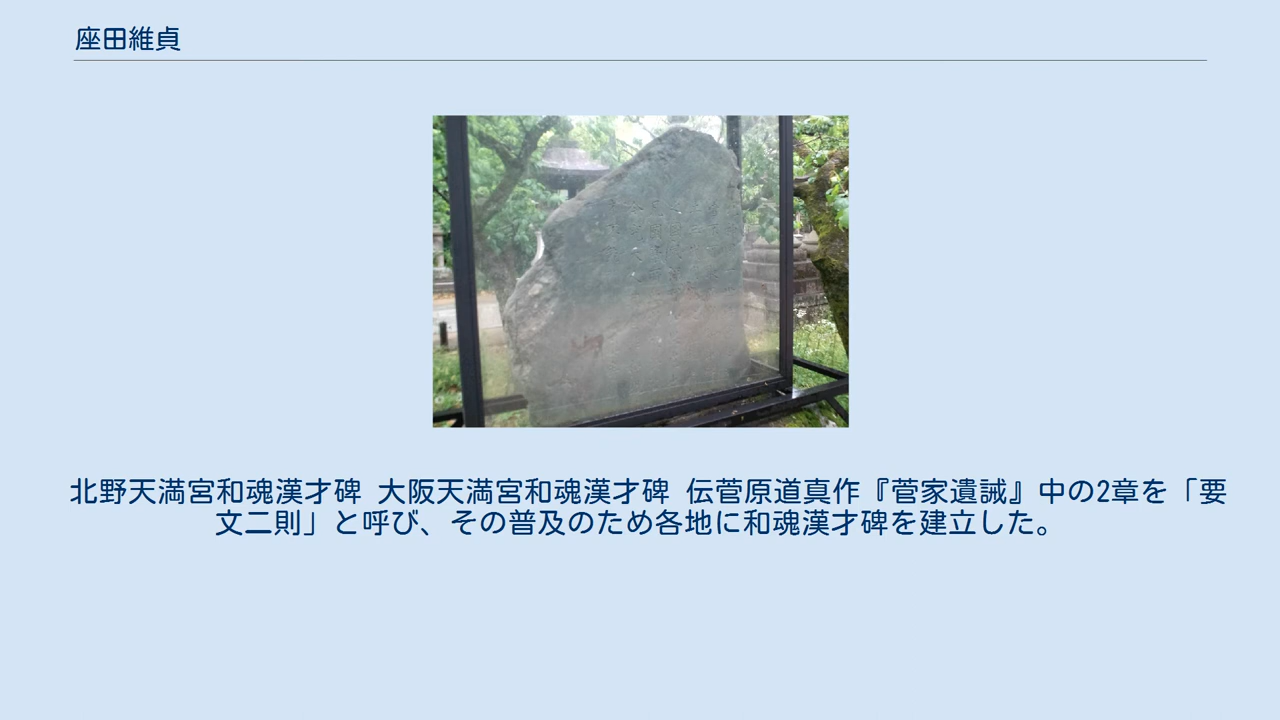 座田維貞
北野天満宮和魂漢才碑 大阪天満宮和魂漢才碑 伝菅原道真作『菅家遺誡』中の2章を「要
文二則」と呼び、その普及のため各地に和魂漢才碑を建立した。